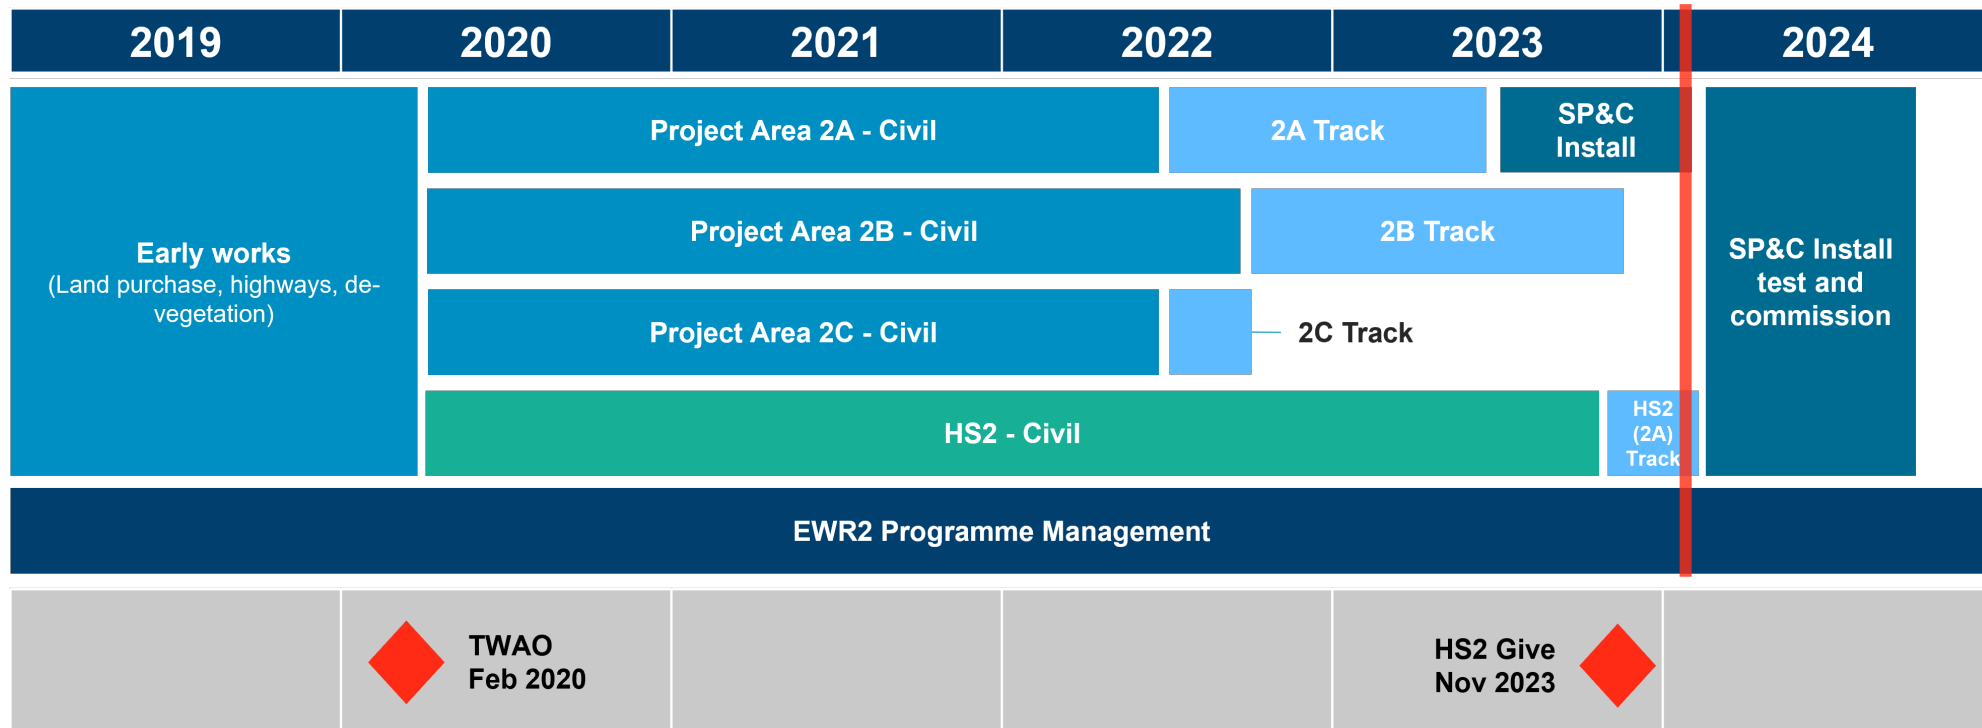 2019
2020
2021
2022
2023
2024
Project Area 2A - Civil
2A Track
SP&C
Install
Early works
(Land purchase, highways, de-
vegetation)
Project Area 2B - Civil
2B Track
SP&C Install
test and
commission
Project Area 2C - Civil
2C Track
HS2 - Civil
HS2
(2A)
Track
EWR2 Programme Management
TWAO
Feb 2020
HS2 Give
Nov 2023